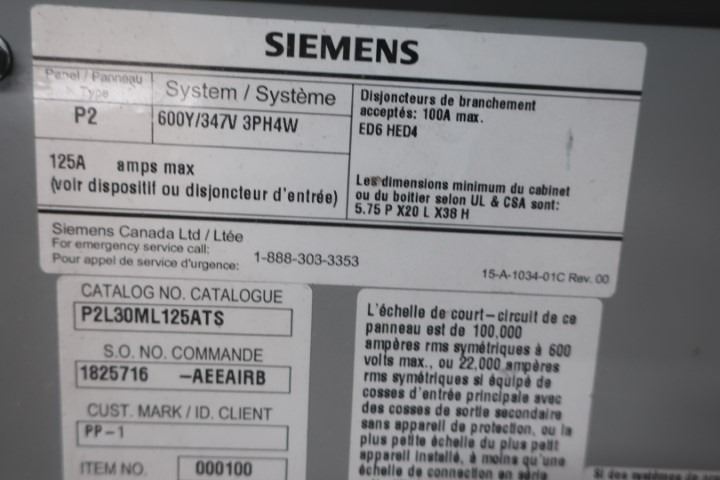 SIEMENS
Panel / Panneau
Type
P2
System / Système
600Y/347V 3PH4W
125A amps max
(voir dispositif ou disjoncteur d'entrée)
Disjoncteurs de branchement
acceptés: 100A max.
ED6 HED4
Les dimensions minimum du cabinet
ou du boitier selon UL & CSA sont:
5.75 P X20 L X38 H
Siemens Canada Ltd / Ltée
For emergency service call:
Pour appel de service d'urgence: 1-888-303-3353
15-A-1034-01C Rev. 00
CATALOG NO. CATALOGUE
P2L30ML125ATS
S.O. NO. COMMANDE
1825716 -AEEAIRB
CUST. MARK / ID. CLIENT
PP-1
ITEM NO. 000100
L'échelle de court-circuit de ce
panneau est de 100,000
ampères rms symétriques à 600
volts max., ou 22,000 ampères
rms symétriques si équipé de
cosses d'entrée principale avec
des cosses de sortie secondaire
sans appareil de protection, ou la
plus petite échelle du plus petit
appareil installé, à moins qu'une
échelle de connection en série